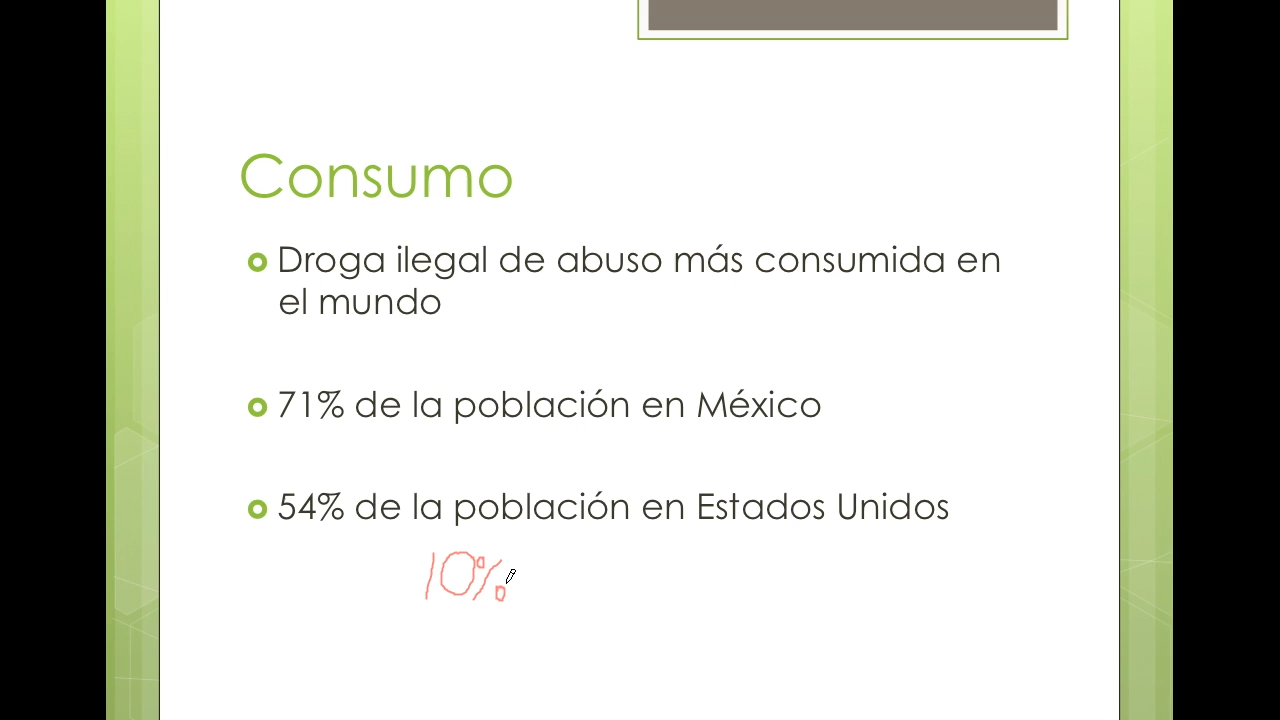 Consumo
Droga ilegal de abuso más consumida en
el mundo
71% de la población en México
54% de la población en Estados Unidos
10%